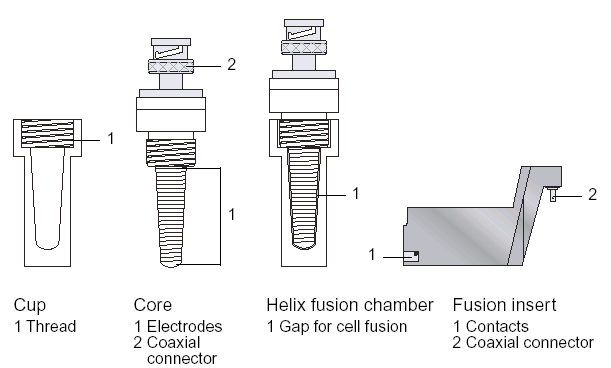 2
1
1
1
2
1
Cup
1 Thread
Core
1 Electrodes
2 Coaxial
connector
Helix fusion chamber
1 Gap for cell fusion
Fusion insert
1 Contacts
2 Coaxial connector